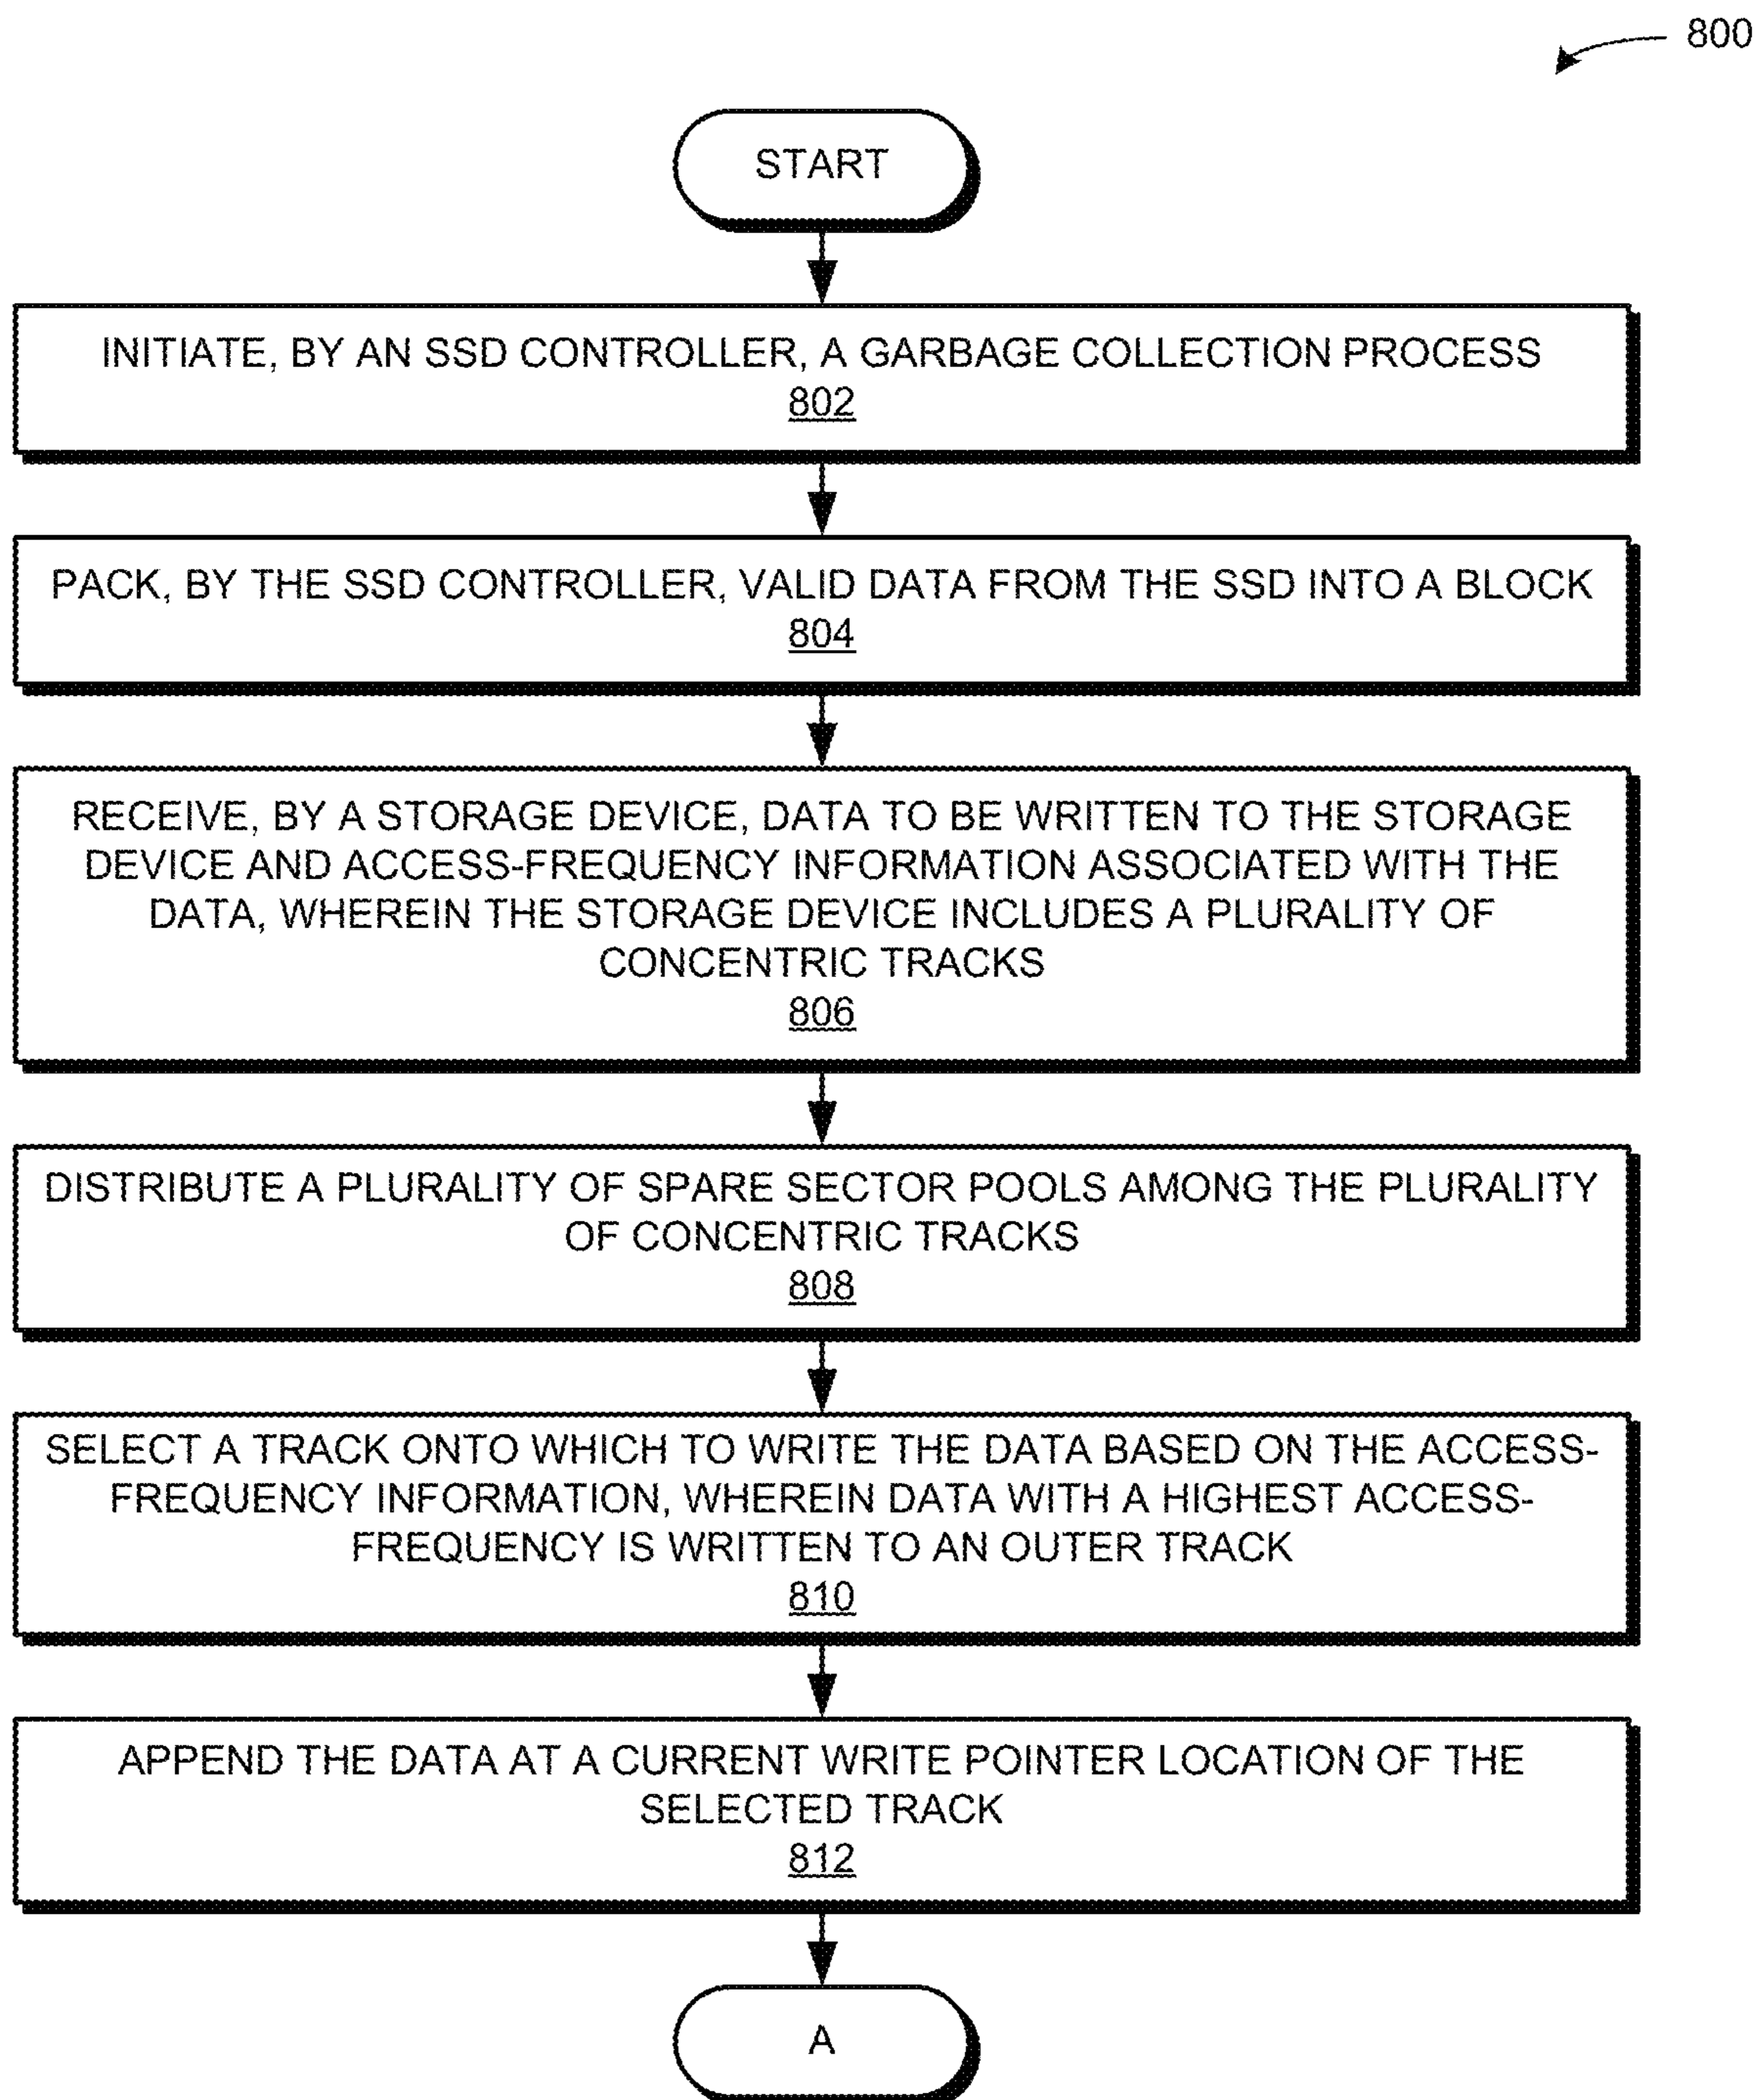 800
START
INITIATE, BY AN SSD CONTROLLER, A GARBAGE COLLECTION PROCESS
802
PACK, BY THE SSD CONTROLLER, VALID DATA FROM THE SSD INTO A BLOCK
804
RECEIVE, BY A STORAGE DEVICE, DATA TO BE WRITTEN TO THE STORAGE
DEVICE AND ACCESS-FREQUENCY INFORMATION ASSOCIATED WITH THE
DATA, WHEREIN THE STORAGE DEVICE INCLUDES A PLURALITY OF
CONCENTRIC TRACKS
806
DISTRIBUTE A PLURALITY OF SPARE SECTOR POOLS AMONG THE PLURALITY
OF CONCENTRIC TRACKS
808
SELECT A TRACK ONTO WHICH TO WRITE THE DATA BASED ON THE ACCESS-
FREQUENCY INFORMATION, WHEREIN DATA WITH A HIGHEST ACCESS-
FREQUENCY IS WRITTEN TO AN OUTER TRACK
810
APPEND THE DATA AT A CURRENT WRITE POINTER LOCATION OF THE
SELECTED TRACK
812
A